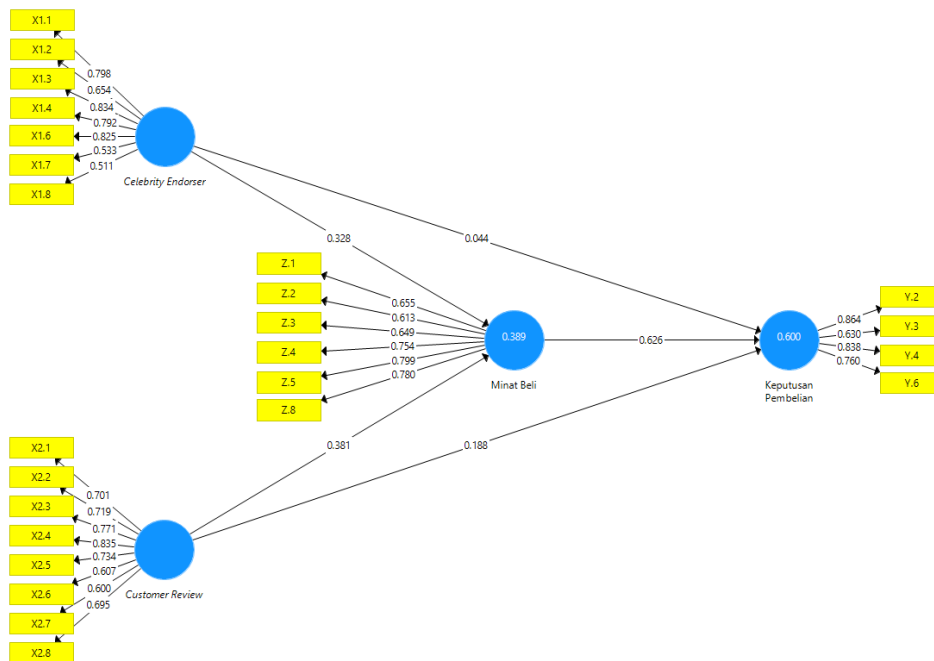 X1.1
X1.2
X1.3
X1.4
X1.6
X1.7
X1.8
0.798
0.654
0.834
0.792
0.825
0.533
0.511
Celebrity Endorser
0.328
0.044
Z.1
Z.2
Z.3
Z.4
Z.5
Z.8
0.655
0.613
0.649
0.754
0.799
0.780
0.389
Minat Beli
0.626
0.600
Keputusan
Pembelian
0.864
0.630
0.838
0.760
Y.2
Y.3
Y.4
Y.6
0.381
0.188
X2.1
X2.2
X2.3
X2.4
X2.5
X2.6
X2.7
X2.8
0.701
0.719
0.771
0.835
0.734
0.607
0.600
0.695
Customer Review